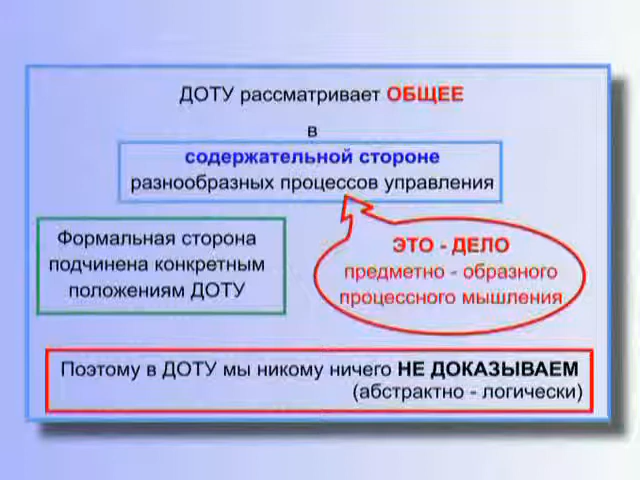 ДОТУ рассматривает ОБЩЕЕ
в
содержательной стороне
разнообразных процессов управления
Формальная сторона
подчинена конкретным
положениям ДОТУ
ЭТО - ДЕЛО
предметно - образного
процессного мышления
Поэтому в ДОТУ мы никому ничего НЕ ДОКАЗЫВАЕМ
(абстрактно - логически)